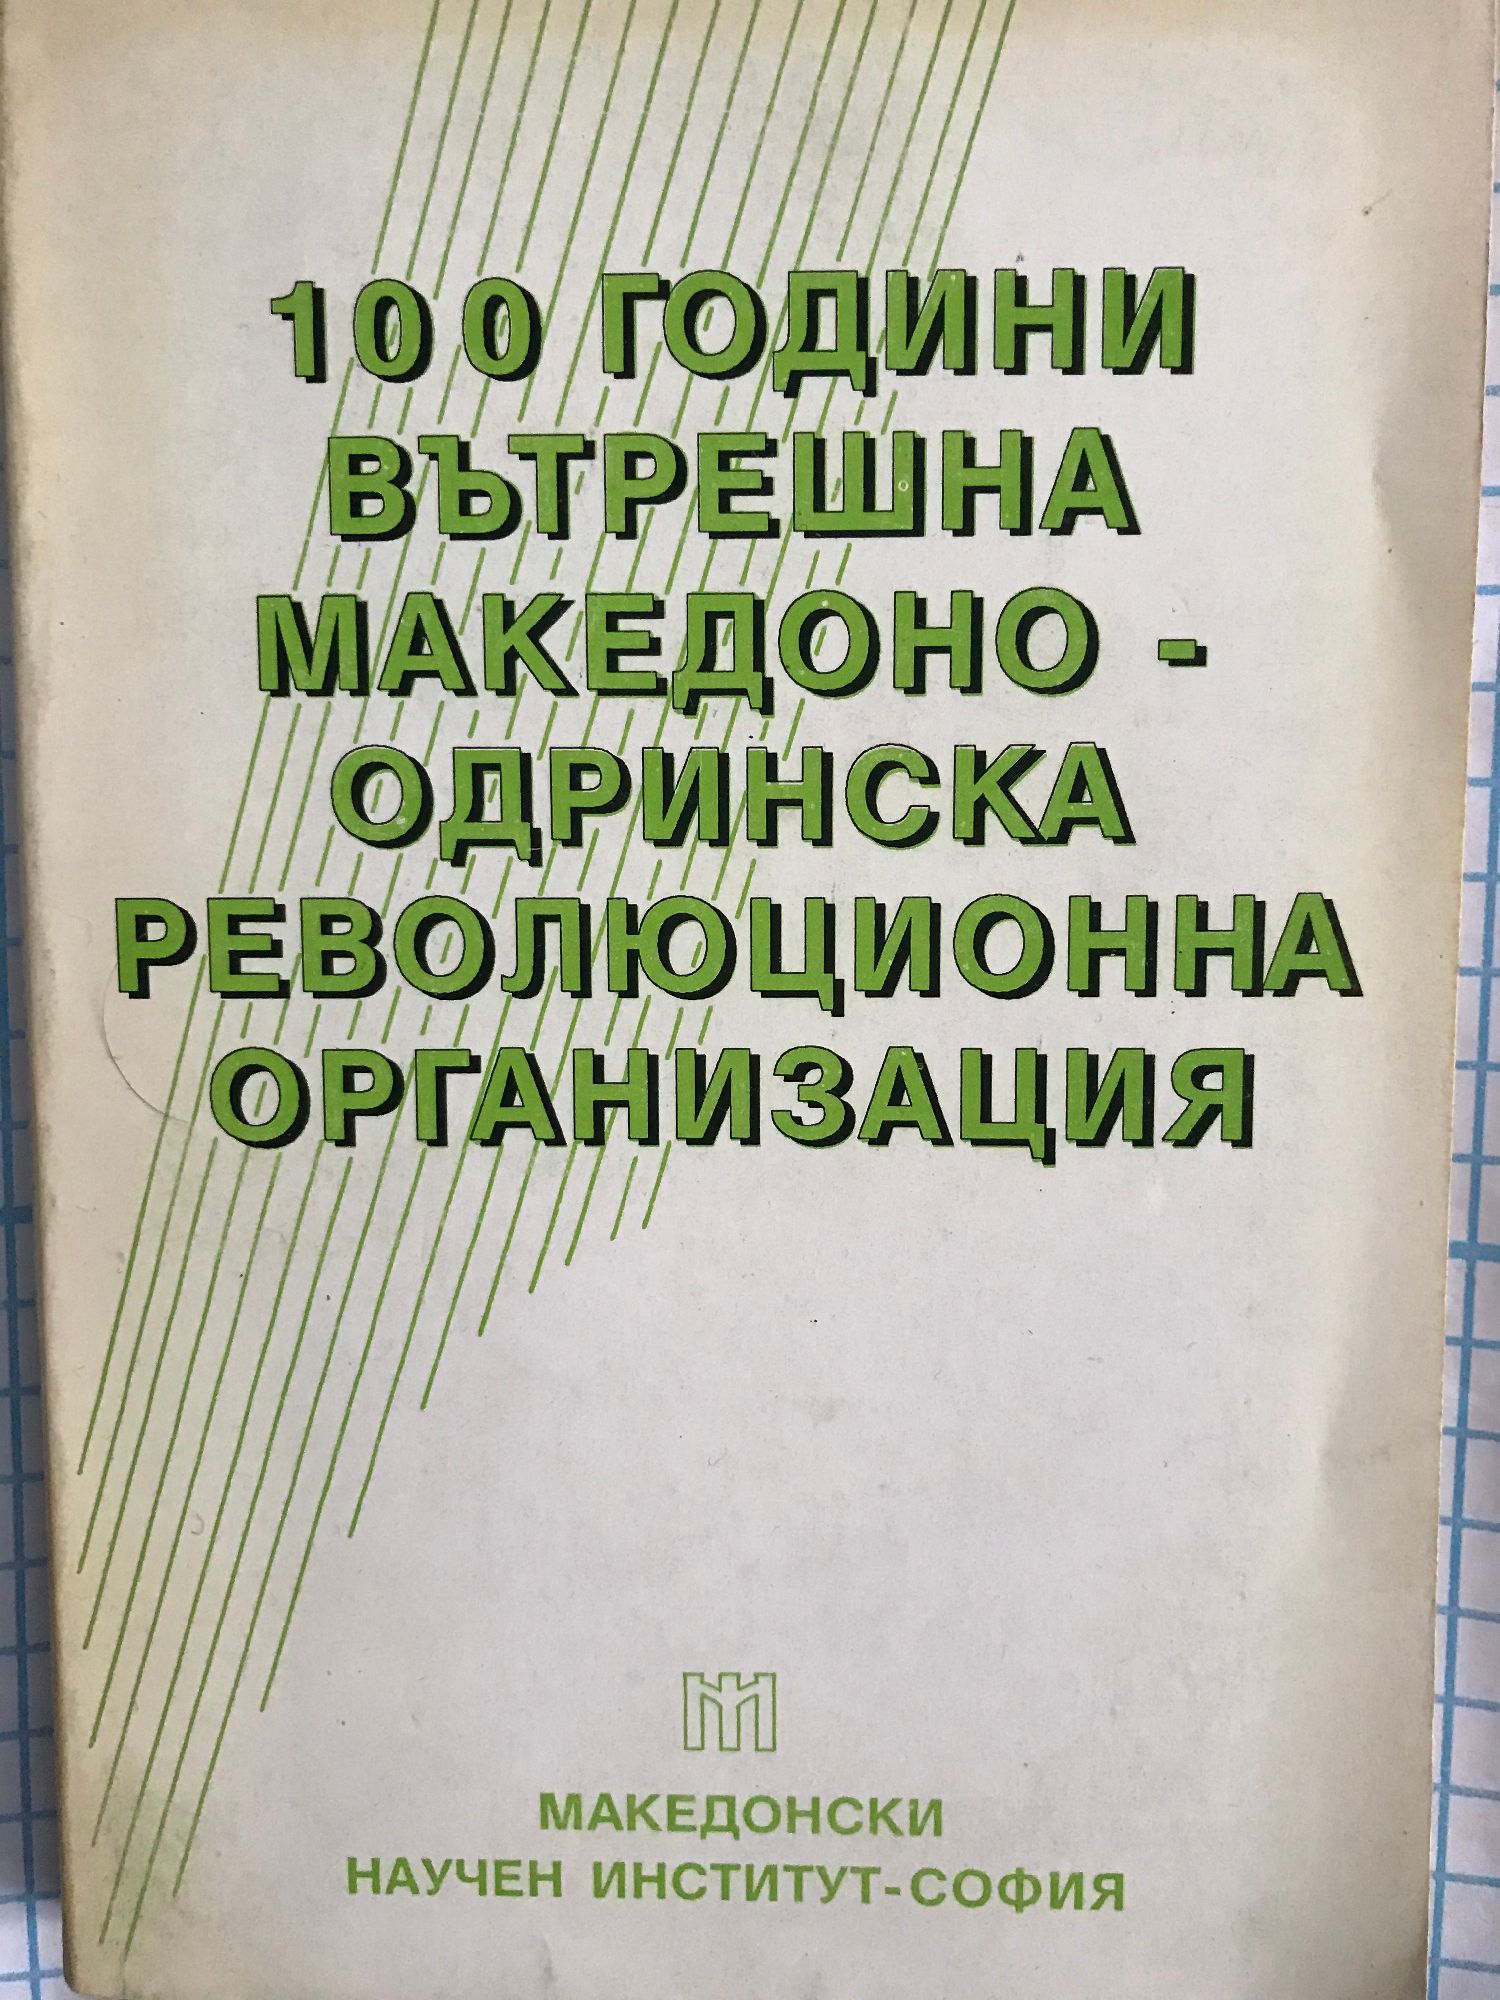 100 ГОДИНИ
ВЪТРЕШНА
МАКЕДОНО -
ОДРИНСКА
РЕВОЛЮЦИОННА
ОРГАНИЗАЦИЯ
МАКЕДОНСКИ
НАУЧЕН ИНСТИТУТ-СОФИЯ